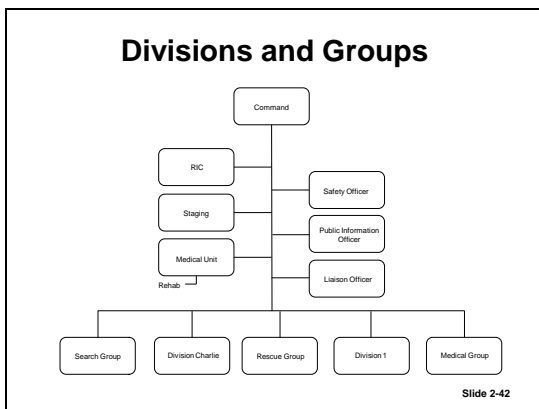 Divisions and Groups
Command
RIC
Safety Officer
Staging
Public Information
Officer
Medical Unit
Rehab
Liaison Officer
Search Group
Division Charlie
Rescue Group
Division 1
Medical Group
Slide 2-42